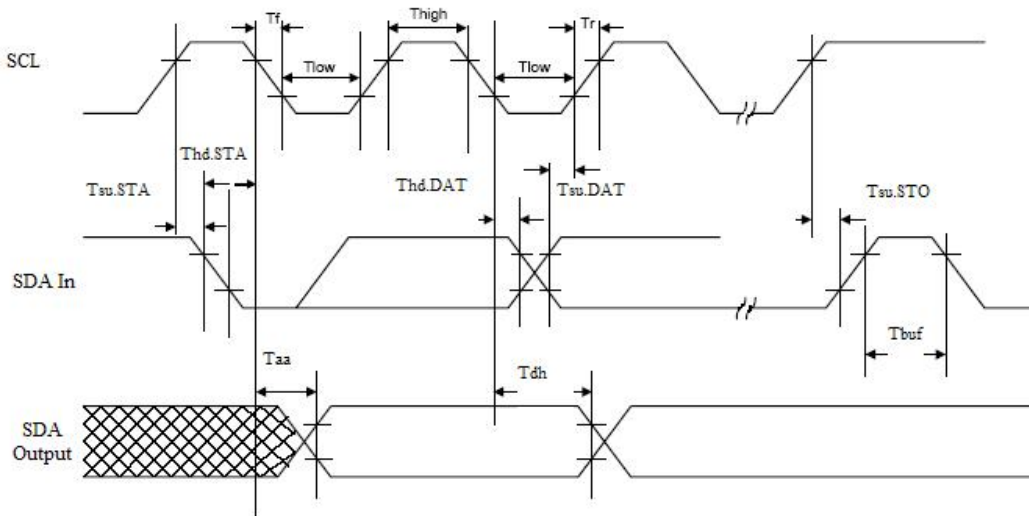 Tf
Thigh
Tr
SCL
Tlow
Tlow
Thd.STA
Tsu.STA
Thd.DAT
Tsu.DAT
Tsu.STO
SDA In
Tbuf
Taa
Tdh
SDA
Output